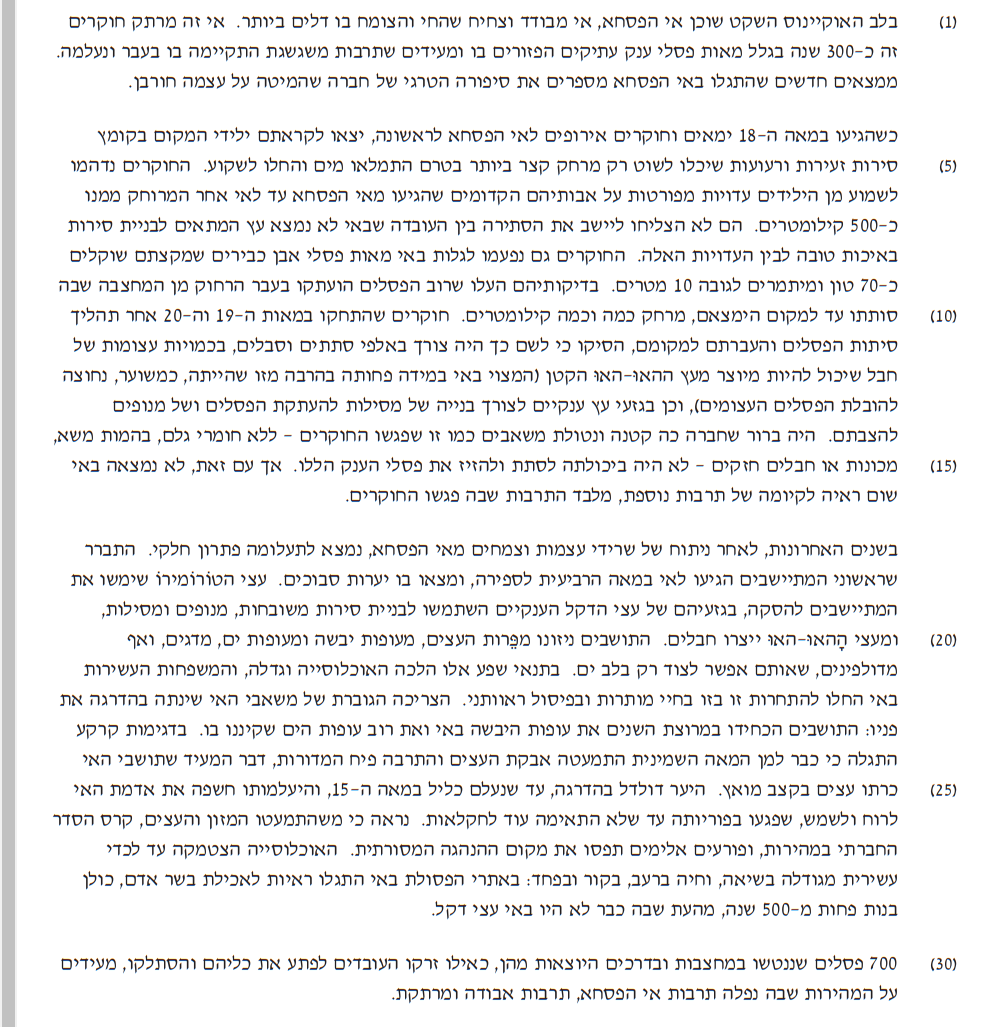 (1) בלב האוקיינוס השקט שוכן אי הפסחא, אי מבודד וצחיח שהחי והצומח בו דלים ביותר. אי זה מרתק חוקרים
זה כ-300 שנה בגלל מאות פסלי ענק עתיקים הפזורים בו ומעידים שתרבות משגשגת התקיימה בו בעבר ונעלמה.
ממצאים חדשים שהתגלו באי הפסחא מספרים את סיפורה הטרגי של חברה שהמיטה על עצמה חורבן.
כשהגיעו במאה ה-18 ימאים וחוקרים אירופים לאי הפסחא לראשונה, יצאו לקראתם ילידי המקום בקומץ
(5) סירות זעירות ורעועות שיכלו לשוט רק מרחק קצר ביותר בטרם התמלאו מים והחלו לשקוע. החוקרים נדהמו
לשמוע מן הילידים עדויות מפורטות על אבותיהם הקדומים שהגיעו מאי הפסחא עד לאי אחר המרוחק ממנו
כ-500 קילומטרים. הם לא הצליחו ליישב את הסתירה בין העובדה שבאי לא נמצא עץ המתאים לבניית סירות
באיכות טובה לבין העדויות האלה. החוקרים גם נפעמו לגלות באי מאות פסלי אבן כבירים שמקצתם שוקלים
כ-70 טון ומיתמרים לגובה 10 מטרים. בדיקותיהם העלו שרוב הפסלים הועתקו בעבר הרחוק מן המחצבה שבה
(10) סותתו עד למקום הימצאם, מרחק כמה וכמה קילומטרים. חוקרים שהתחקו במאות ה-19 וה-20 אחר תהליך
סיתות הפסלים והעברתם למקומם, הסיקו כי לשם כך היה צורך באלפי סתתים וסבלים, בכמויות עצומות של
חבל שיכול להיות מיוצר מעץ ההאוּ-האוּ הקטן (המצוי באי במידה פחותה בהרבה מזו שהייתה, כמשוער, נחוצה
להובלת הפסלים העצומים), וכן בגזעי עץ ענקיים לצורך בנייה של מסילות להעתקת הפסלים ושל מנופים
להצבתם. היה ברור שחברה כה קטנה ונטולת משאבים כמו זו שפגשו החוקרים - ללא חומרי גלם, בהמות משא,
(15) מכונות או חבלים חזקים - לא היה ביכולתה לסתת ולהזיז את פסלי הענק הללו. אך עם זאת, לא נמצאה באי
שום ראיה לקיומה של תרבות נוספת, מלבד התרבות שבה פגשו החוקרים.
בשנים האחרונות, לאחר ניתוח של שרידי עצמות וצמחים מאי הפסחא, נמצא לתעלומה פתרון חלקי. התברר
שראשוני המתיישבים הגיעו לאי במאה הרביעית לספירה, ומצאו בו יערות סבוכים. עצי הטוֹרוֹמירוֹ שימשו את
המתיישבים להסקה, בגזעיהם של עצי הדקל הענקיים השתמשו לבניית סירות משובחות, מנופים ומסילות,
(20) ומעצי הָהאוּ-האוּ ייצרו חבלים. התושבים ניזונו מפֵּרות העצים, מעופות יבשה ומעופות ים, מדגים, ואף
מדולפינים, שאותם אפשר לצוד רק בלב ים. בתנאי שפע אלו הלכה האוכלוסייה וגדלה, והמשפחות העשירות
באי החלו להתחרות זו בזו בחיי מותרות ובפיסול ראוותני. הצריכה הגוברת של משאבי האי שינתה בהדרגה את
פניו: התושבים הכחידו במרוצת השנים את עופות היבשה באי ואת רוב עופות הים שקיננו בו. בדגימות קרקע
התגלה כי כבר למן המאה השמינית התמעטה אבקת העצים והתרבה פיח המדורות, דבר המעיד שתושבי האי
(25) כרתו עצים בקצב מואץ. היער דולדל בהדרגה, עד שנעלם כליל במאה ה-15, והיעלמותו חשפה את אדמת האי
לרוח ולשמש, שפגעו בפוריותה עד שלא התאימה עוד לחקלאות. נראה כי משהתמעטו המזון והעצים, קרס הסדר
החברתי במהירות, ופורעים אלימים תפסו את מקום ההנהגה המסורתית. האוכלוסייה הצטמקה עד לכדי
עשירית מגודלה בשיאה, וחיה ברעב, בקור ובפחד: באתרי הפסולת באי התגלו ראיות לאכילת בשר אדם, כולן
בנות פחות מ-500 שנה, מהעת שבה כבר לא היו באי עצי דקל.
(30) 700 פסלים שננטשו במחצבות ובדרכים היוצאות מהן, כאילו זרקו העובדים לפתע את כליהם והסתלקו, מעידים
על המהירות שבה נפלה תרבות אי הפסחא, תרבות אבודה ומרתקת.